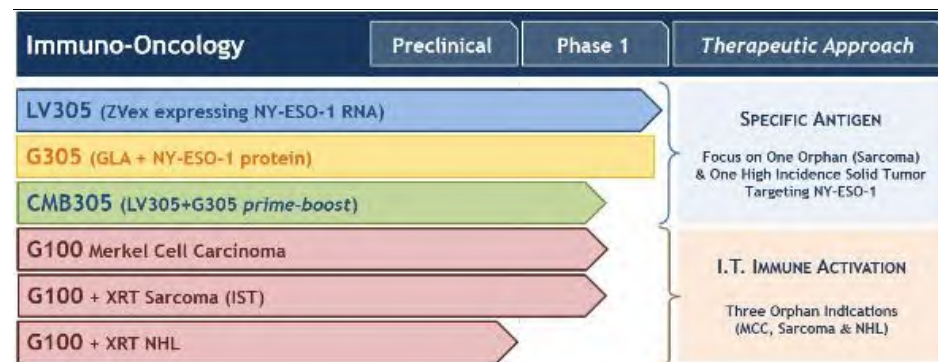 Immuno-Oncology
Preclinical
Phase 1
Therapeutic Approach
LV305 (ZVex expressing NY-ESO-1 RNA)
G305 (GLA + NY-ESO-1 protein)
CMB305 (LV305+G305 prime-boost)
SPECIFIC ANTIGEN
Focus on One Orphan (Sarcoma)
& One High Incidence Solid Tumor
Targeting NY-ESO-1
G100 Merkel Cell Carcinoma
G100 + XRT Sarcoma (IST)
G100 + XRT NHL
I.T. IMMUNE ACTIVATION
Three Orphan Indications
(MCC, Sarcoma & NHL)